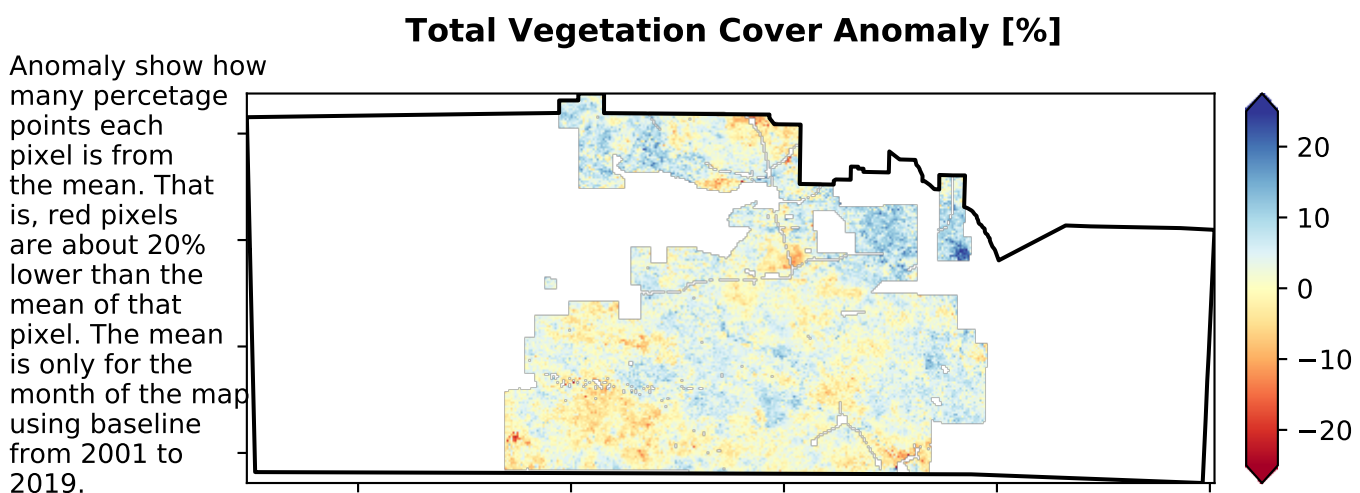 Total Vegetation Cover Anomaly [%]
Anomaly show how
many percetage
points each
pixel is from
the mean. That
is, red pixels
are about 20%
lower than the
mean of that
pixel. The mean
is only for the
month of the map
using baseline
from 2001 to
2019.
20
10
0
−10
−20